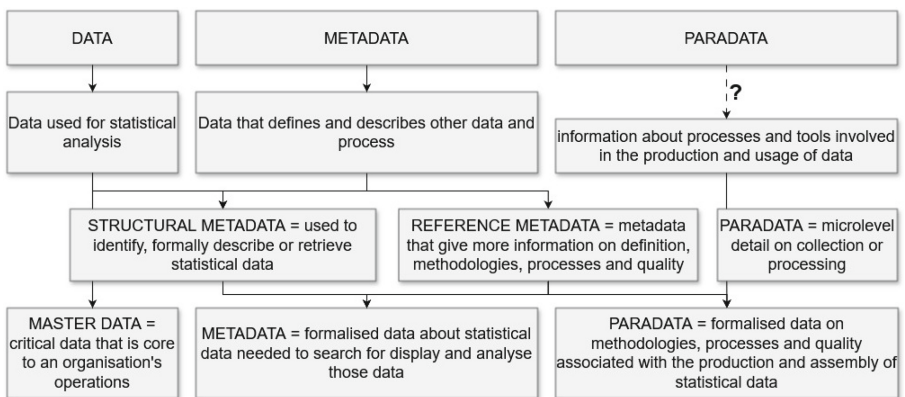 DATA
METADATA
PARADATA
?
Data used for statistical
analysis
Data that defines and describes other data and
process
information about processes and tools involved
in the production and usage of data
STRUCTURAL METADATA = used to
identify, formally describe or retrieve
statistical data
REFERENCE METADATA = metadata
that give more information on definition,
methodologies, processes and quality
PARADATA = microlevel
detail on collection or
processing
MASTER DATA =
critical data that is core
to an organisation's
operations
METADATA = formalised data about statistical
data needed to search for display and analyse
those data
PARADATA = formalised data on
methodologies, processes and quality
associated with the production and assembly of
statistical data